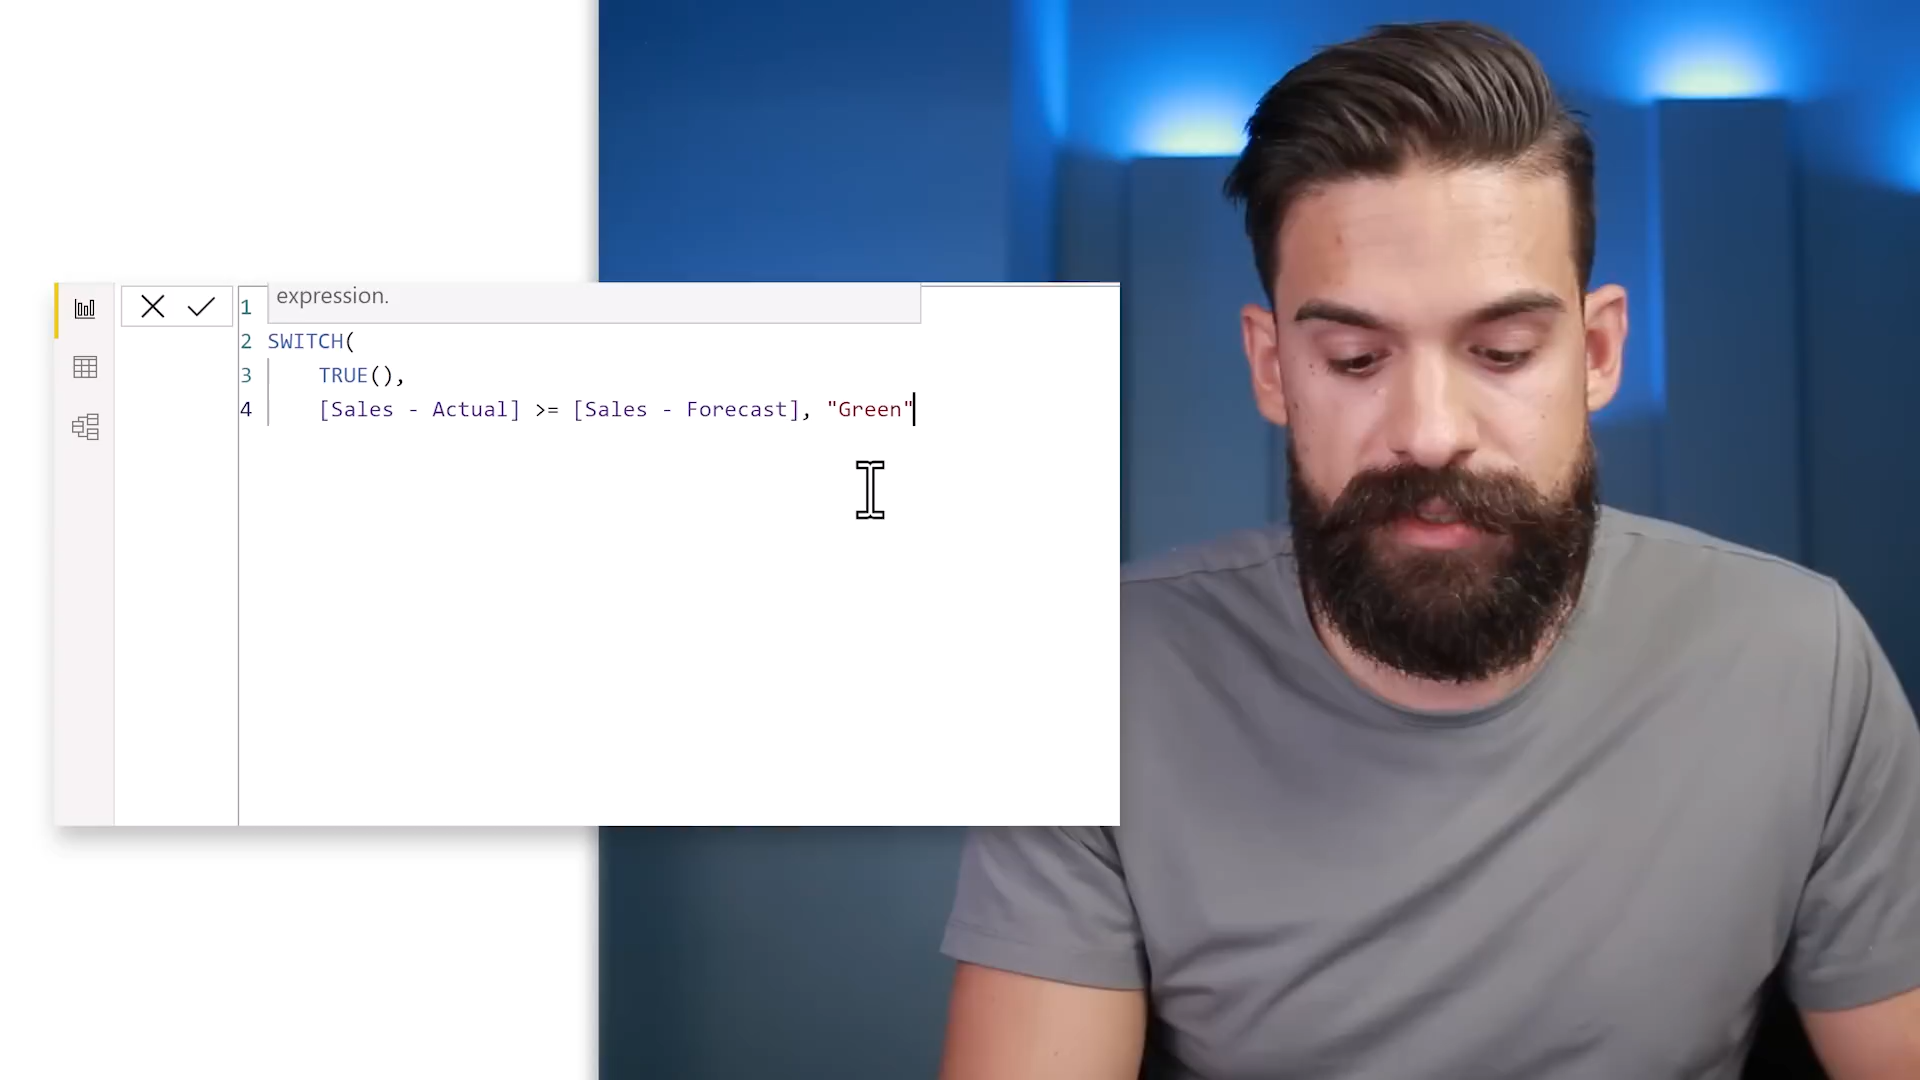 expression.
1
2 SWITCH(
3 TRUE(),
4 [Sales - Actual] >= [Sales - Forecast], "Green"